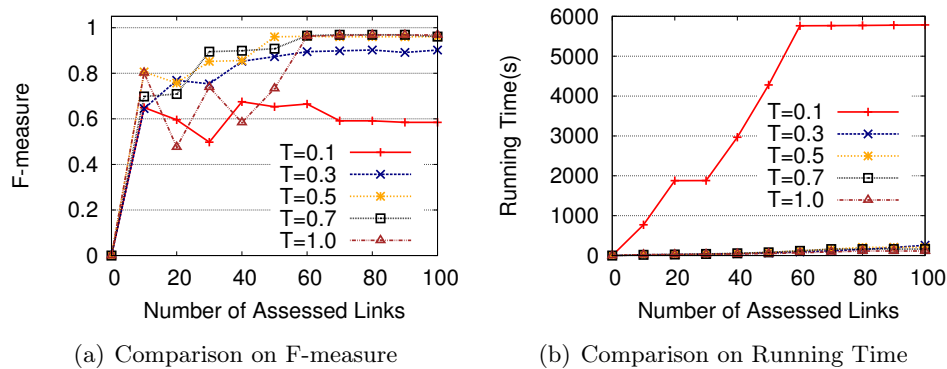 1
0.8
0.6
0.4
0.2
0
F-measure
T=0.1
T=0.3
T=0.5
T=0.7
T=1.0
0 20 40 60 80 100
Number of Assessed Links
(a) Comparison on F-measure
6000
5000
4000
3000
2000
1000
0
Running Time(s)
T=0.1
T=0.3
T=0.5
T=0.7
T=1.0
0 20 40 60 80 100
Number of Assessed Links
(b) Comparison on Running Time